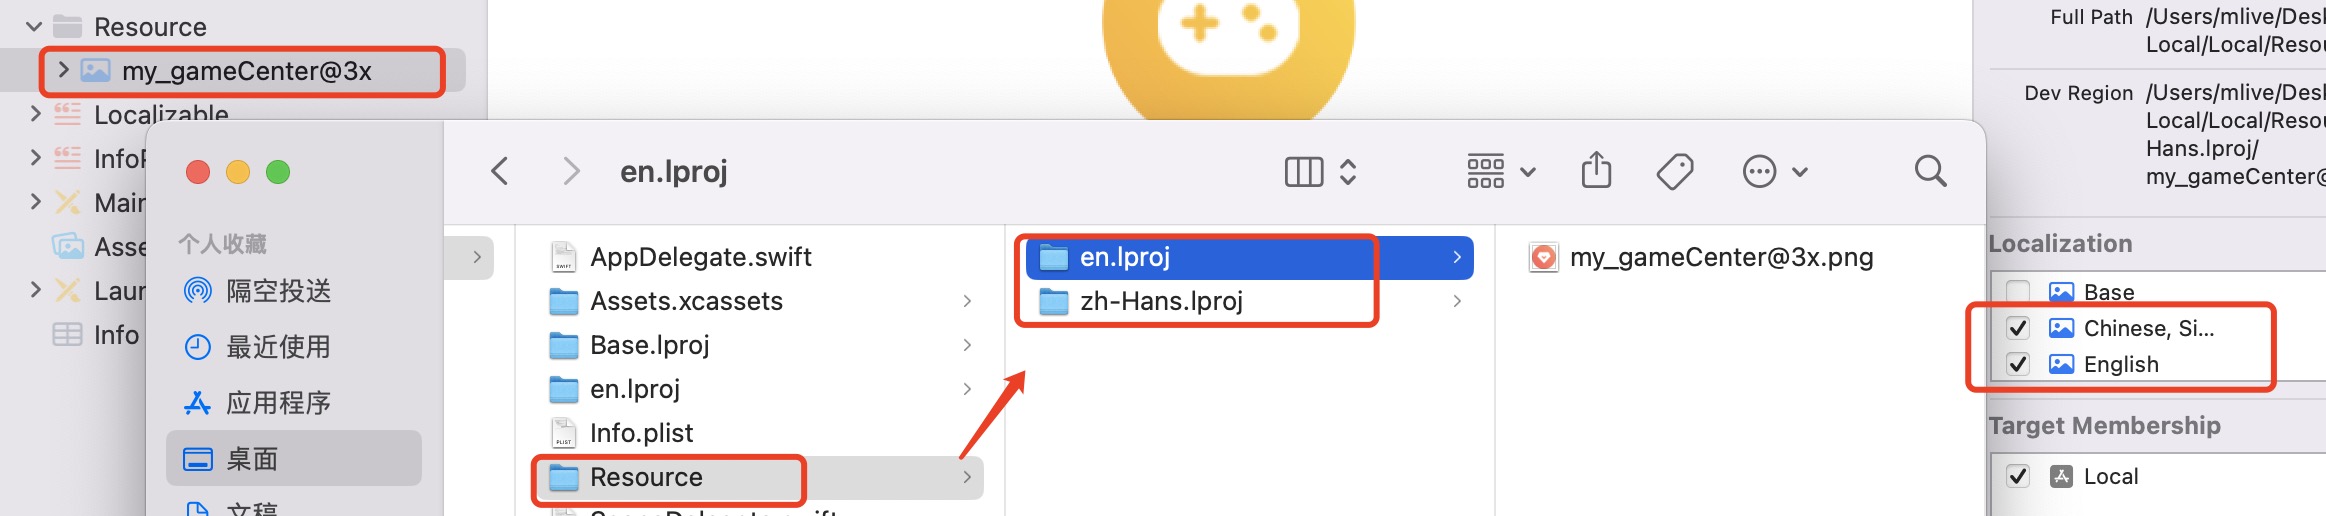 Resource
my_gameCenter@3x
Localizable
InfoP
Main
Asse
Laun
Info
en.lproj
个人收藏
隔空投送
最近使用
应用程序
桌面
文稿
AppDelegate.swift
Assets.xcassets
Base.lproj
en.lproj
Info.plist
Resource
SceneDelegate.swift
en.lproj
zh-Hans.lproj
my_gameCenter@3x.png
Full Path /Users/mlive/Desk
Local/Local/Resou
Dev Region /Users/mlive/Desk
Local/Local/Resou
Hans.lproj/
my_gameCenter@
Localization
Base
Chinese, Si...
English
Target Membership
Local